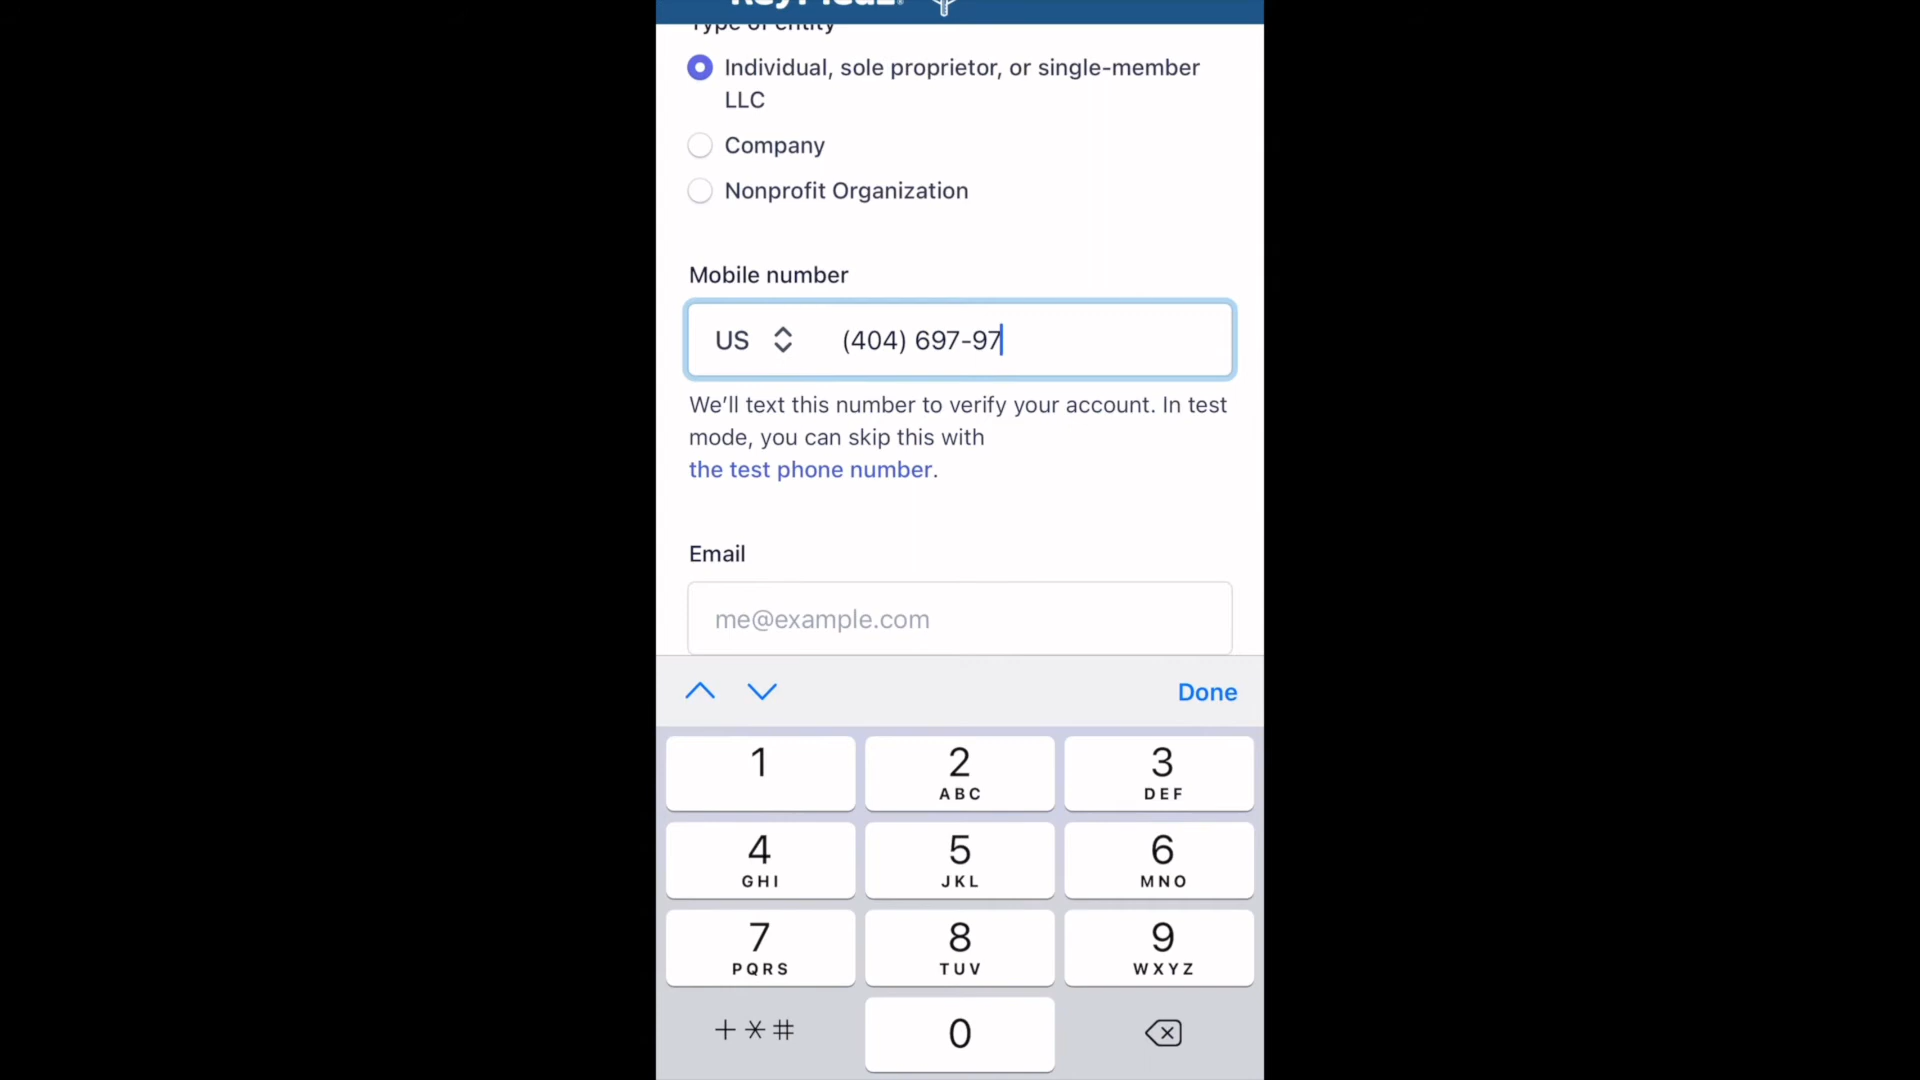 Type of entity
Individual, sole proprietor, or single-member
LLC
Company
Nonprofit Organization
Mobile number
US (404) 697-97
We’ll text this number to verify your account. In test
mode, you can skip this with
the test phone number.
Email
me@example.com
Done
1 2 3
ABC DEF
4 5 6
GHI JKL MNO
7 8 9
PQRS TUV WXYZ
+*# 0